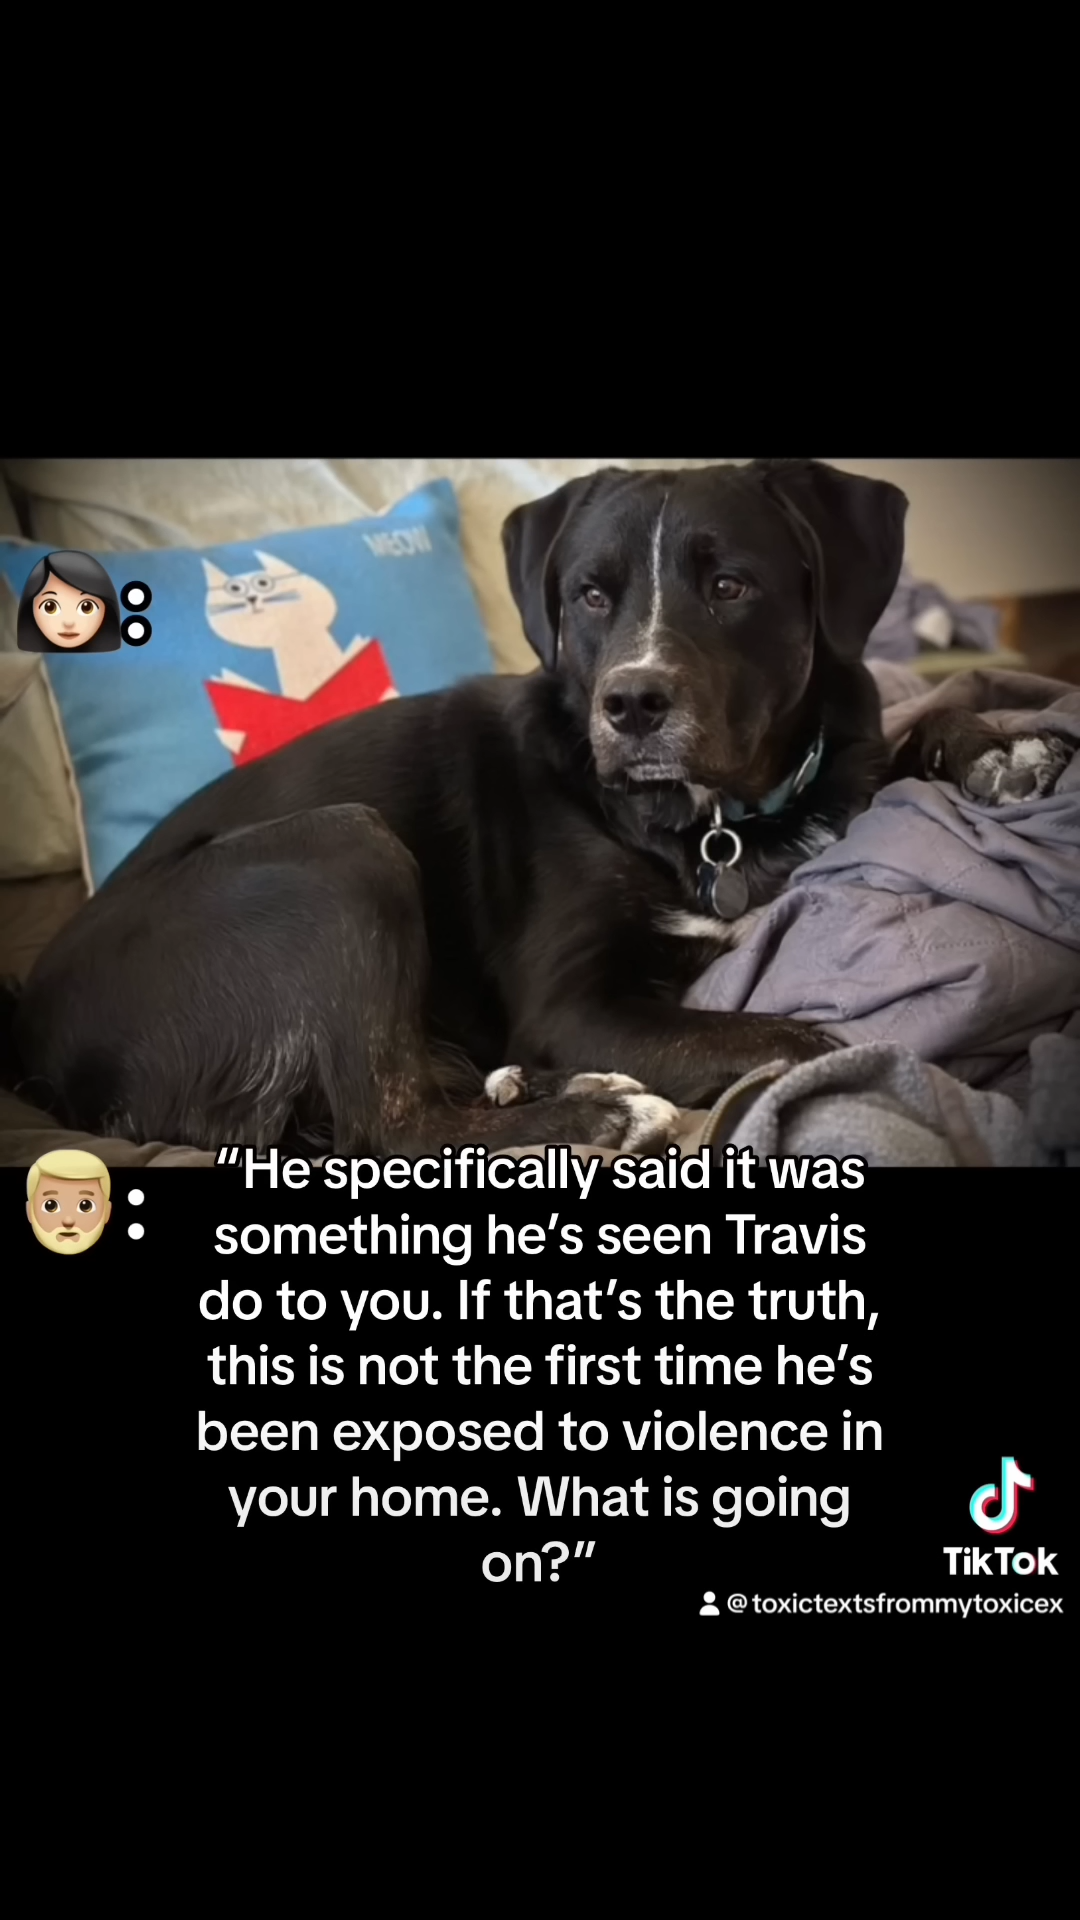 MEOW
“He specifically said it was
something he’s seen Travis
do to you. If that’s the truth,
this is not the first time he’s
been exposed to violence in
your home. What is going
on?”
TikTok
@toxictextsfrommytoxicex